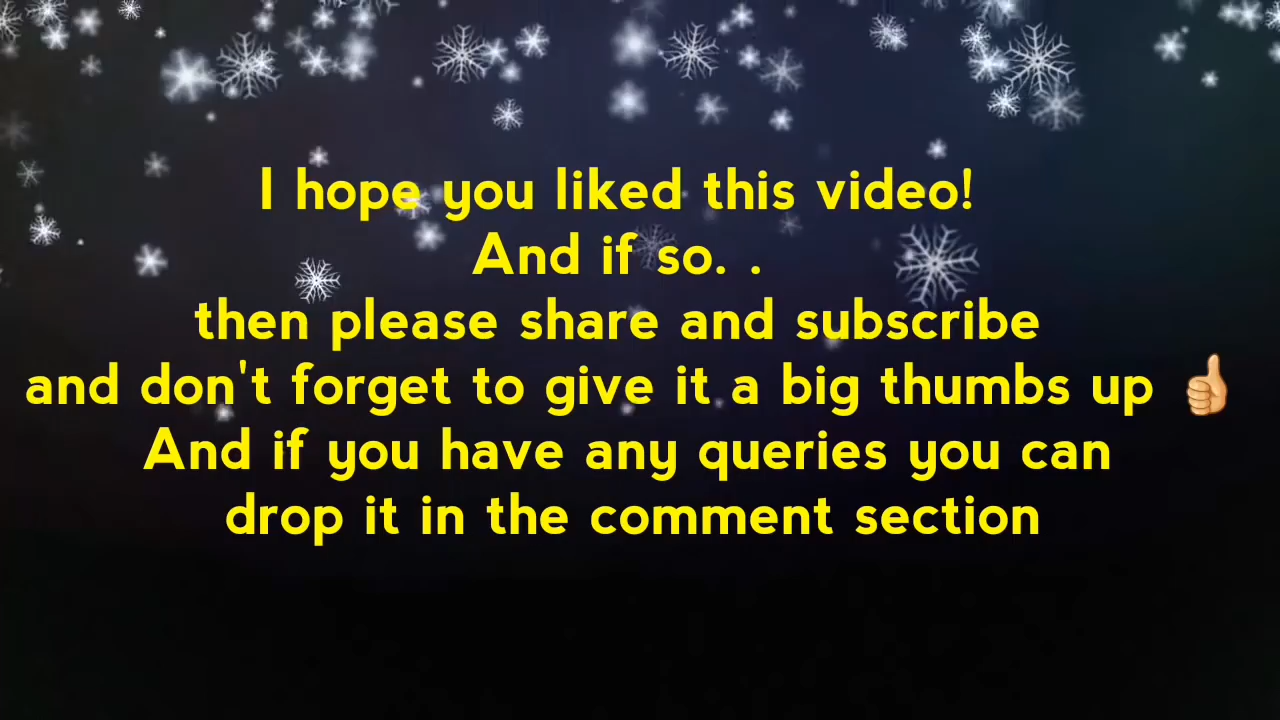 I hope you liked this video!
And if so. .
then please share and subscribe
and don't forget to give it a big thumbs up 👍
And if you have any queries you can
drop it in the comment section